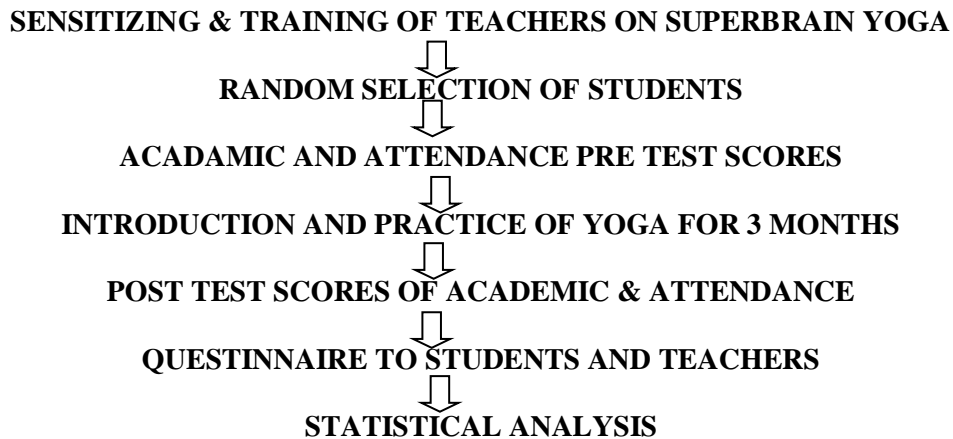 SENSITIZING & TRAINING OF TEACHERS ON SUPERBRAIN YOGA
RANDOM SELECTION OF STUDENTS
ACADAMIC AND ATTENDANCE PRE TEST SCORES
INTRODUCTION AND PRACTICE OF YOGA FOR 3 MONTHS
POST TEST SCORES OF ACADEMIC & ATTENDANCE
QUESTINNAIRE TO STUDENTS AND TEACHERS
STATISTICAL ANALYSIS